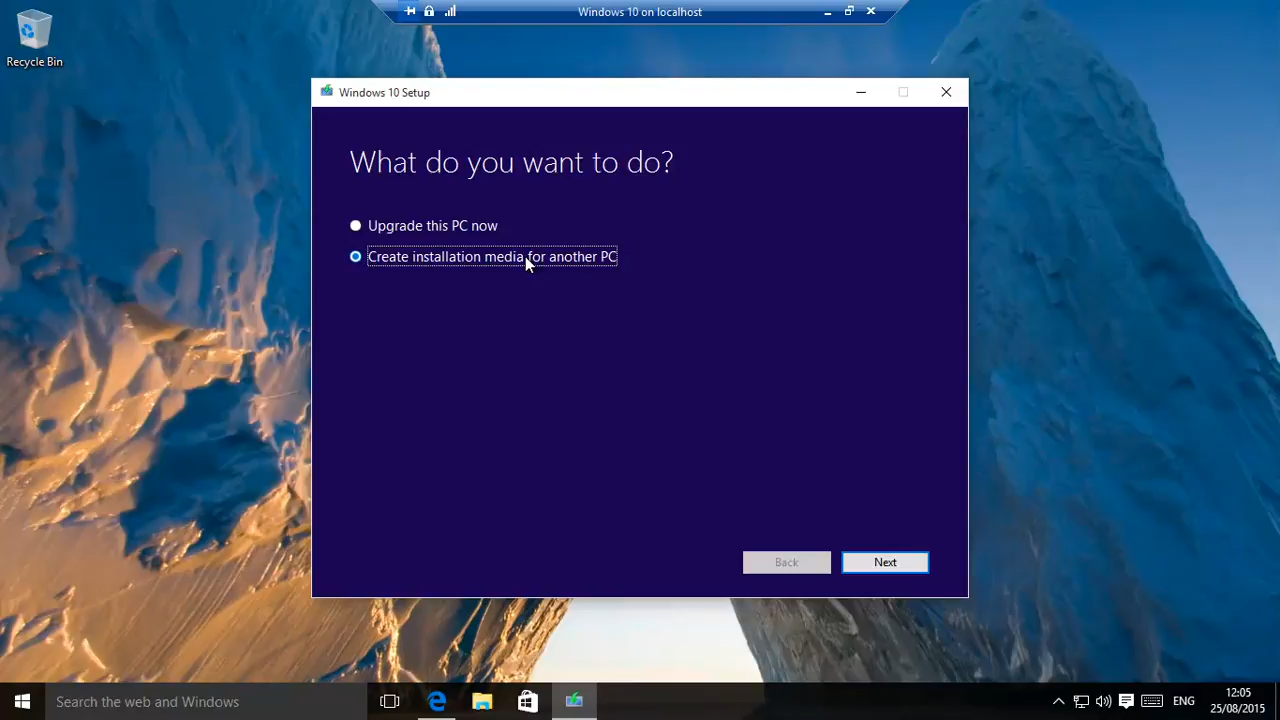 Windows 10 on localhost
Recycle Bin
Windows 10 Setup
What do you want to do?
Upgrade this PC now
Create installation media for another PC
Back
Next
Search the web and Windows
ENG
12:05
25/08/2015